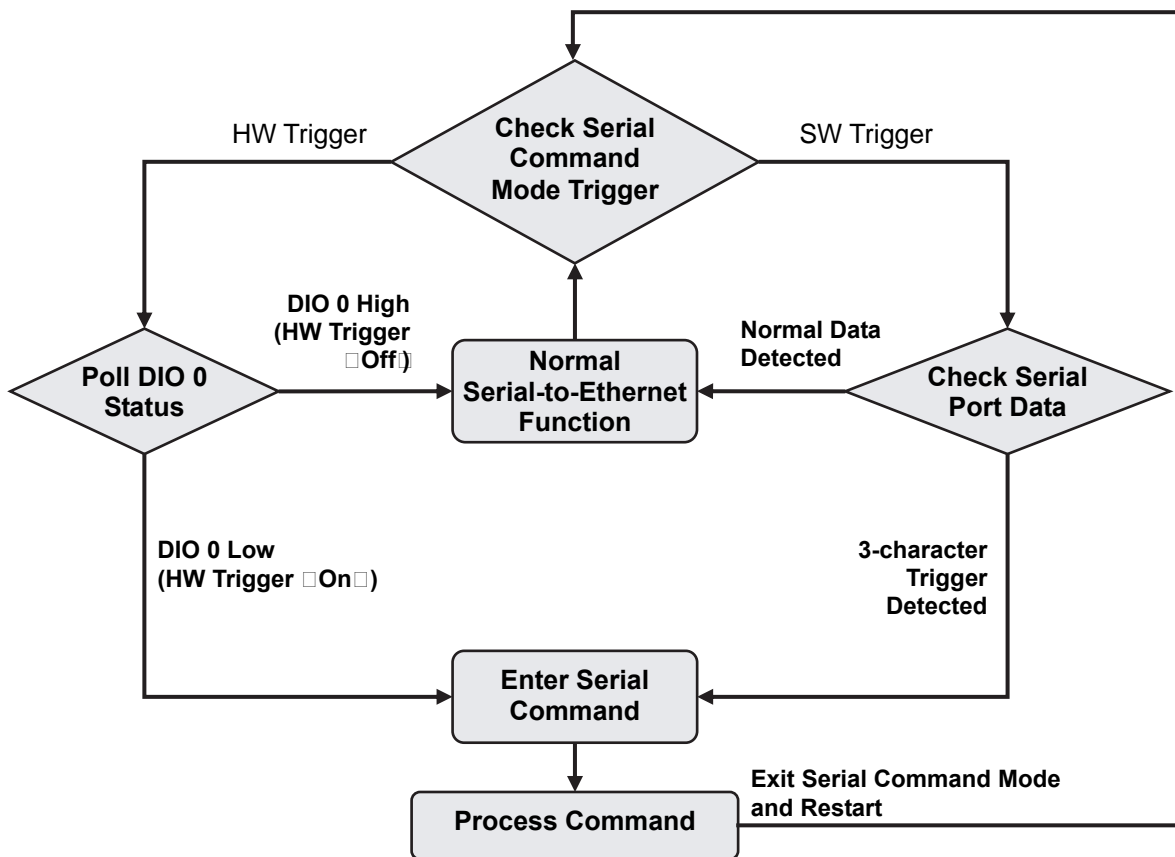 Check Serial
Command
Mode Trigger
HW Trigger
SW Trigger
DIO 0 High
(HW Trigger
□Off□)
Normal Data
Detected
Poll DIO 0
Status
Normal
Serial-to-Ethernet
Function
Check Serial
Port Data
DIO 0 Low
(HW Trigger □On□)
3-character
Trigger
Detected
Enter Serial
Command
Process Command
Exit Serial Command Mode
and Restart